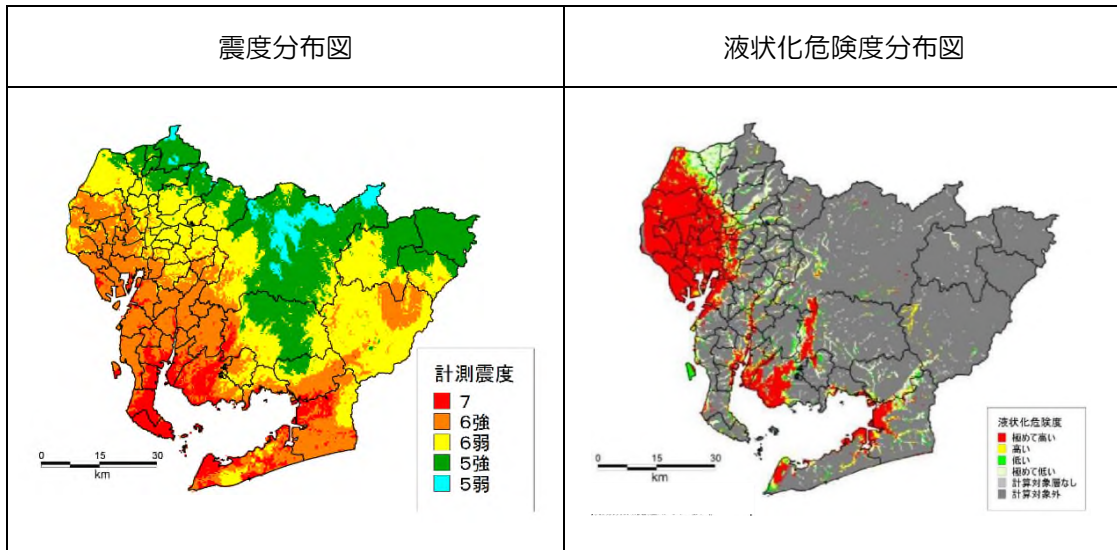 震度分布図
液状化危険度分布図
計測震度
7
6強
6弱
5強
5弱
0 15 30
km
液状化危険度
極めて高い
高い
低い
極めて低い
計算対象層なし
計算対象外
0 15 30
km